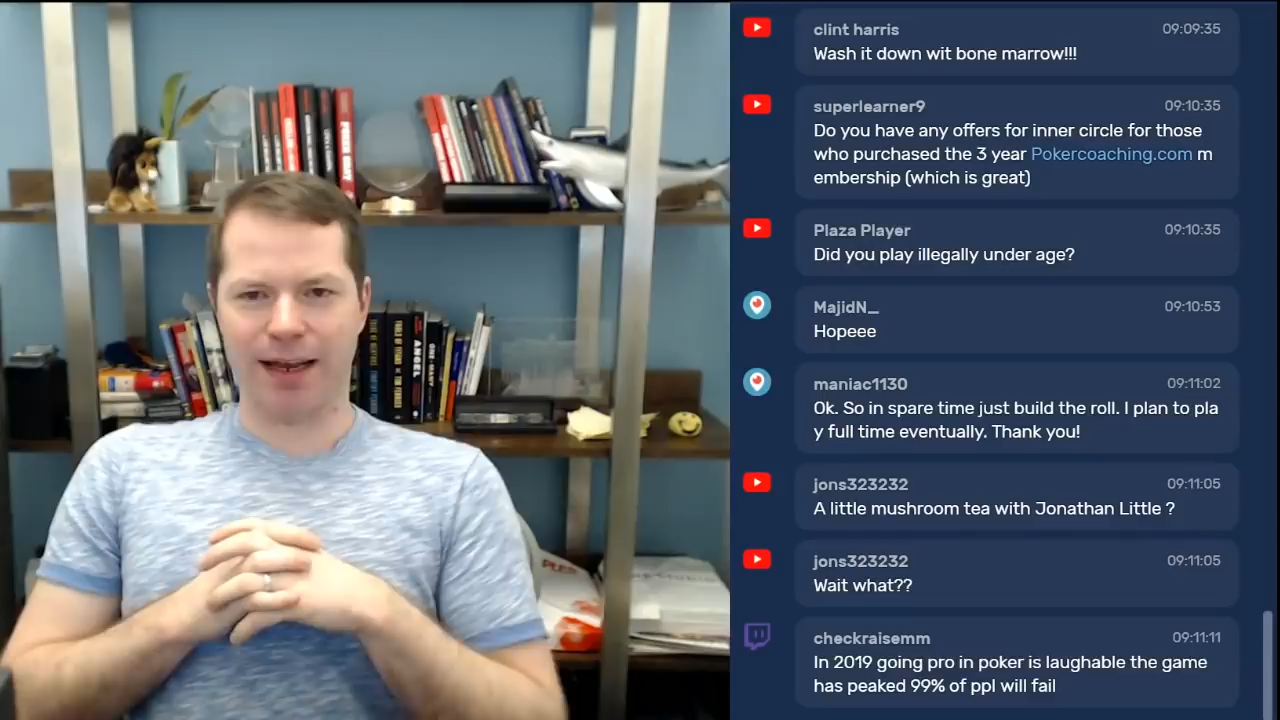 clint harris
09:09:35
Wash it down wit bone marrow!!!
superlearner9
09:10:35
Do you have any offers for inner circle for those
who purchased the 3 year Pokercoaching.com m
embership (which is great)
Plaza Player
09:10:35
Did you play illegally under age?
MajidN_
09:10:53
Hopeee
maniac1130
09:11:02
Ok. So in spare time just build the roll. I plan to pla
y full time eventually. Thank you!
jons323232
09:11:05
A little mushroom tea with Jonathan Little ?
jons323232
09:11:05
Wait what??
checkraisemm
09:11:11
In 2019 going pro in poker is laughable the game
has peaked 99% of ppl will fail
ANGEL